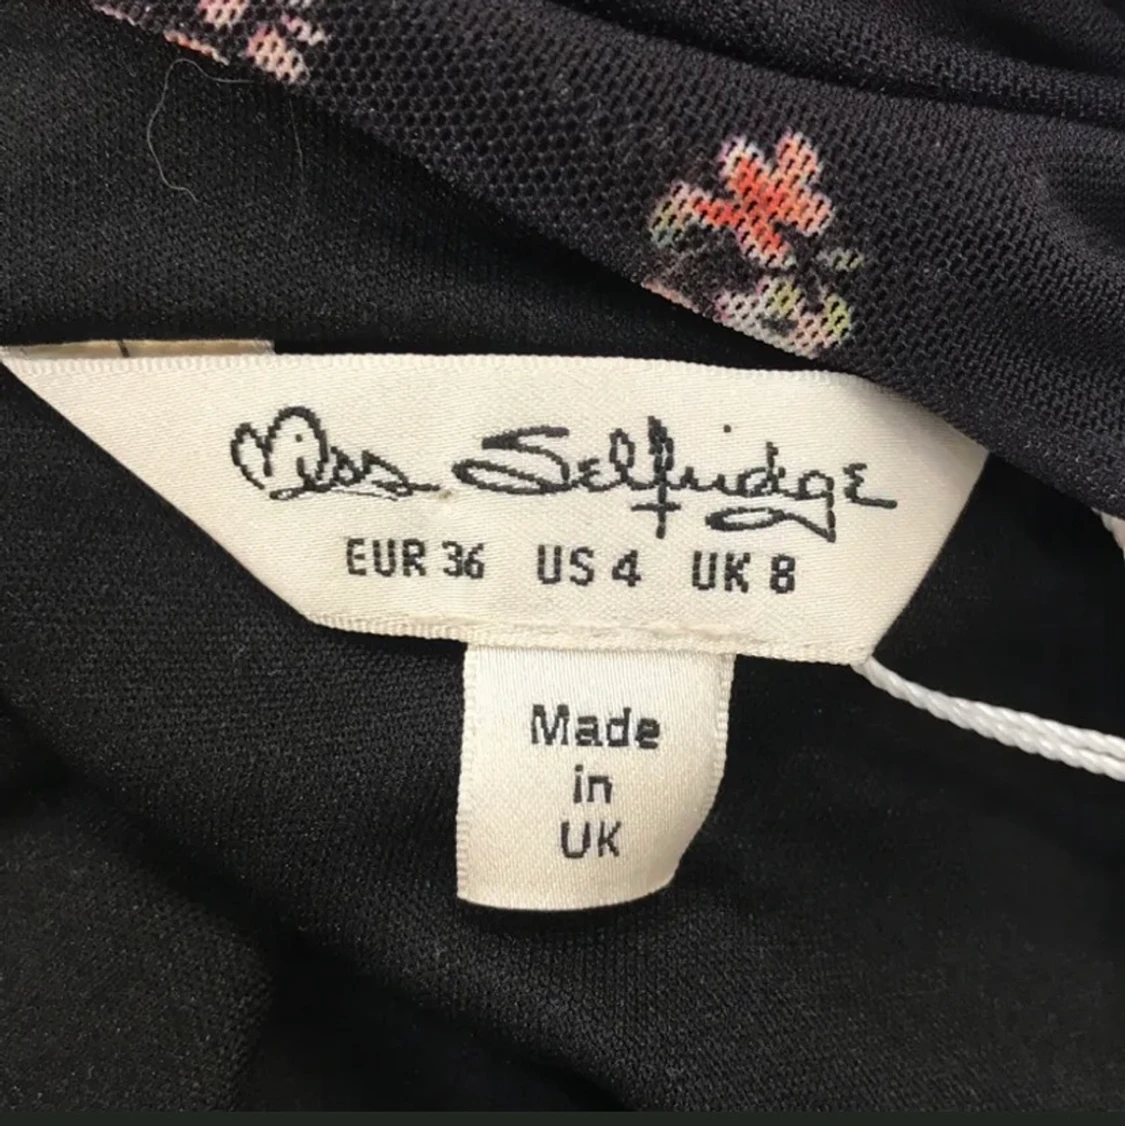 Miss Selfridge
EUR 36 US 4 UK 8
Made
in
UK